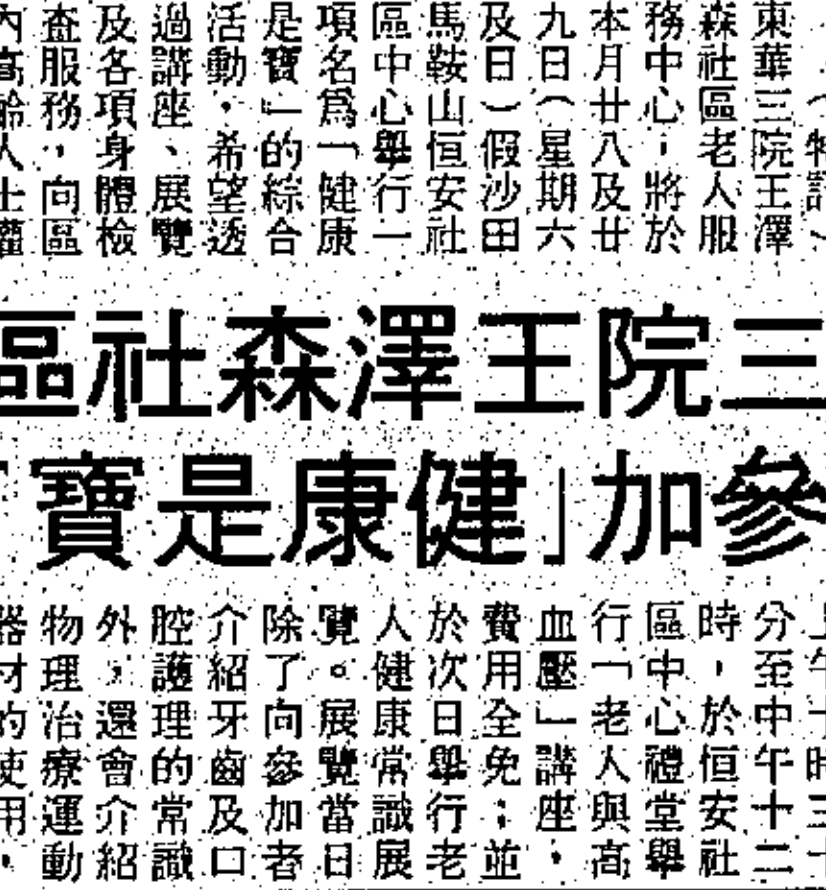 （特訊）
東華三院王澤
森社區老人服
務中心，將於
本月廿八及廿
九日（星期六
及日）假沙田
馬鞍山恒安社
區中心舉行一
項名為「健康
是寶」的綜合
活動，希望透
過講座、展覽
及各項身體檢
查服務，向區
內高齡人士灌
三院王澤森社區
參加「健康是寶」
上午十時三十
分至中午十二
時，於恒安社
區中心禮堂舉
行「老人與高
血壓」講座，
費用全免；並
於次日舉行老
人健康常識展
覽。展覽當日
除了向參加者
介紹牙齒及口
腔護理的常識
外，還會介紹
物理治療運動
器材的使用，